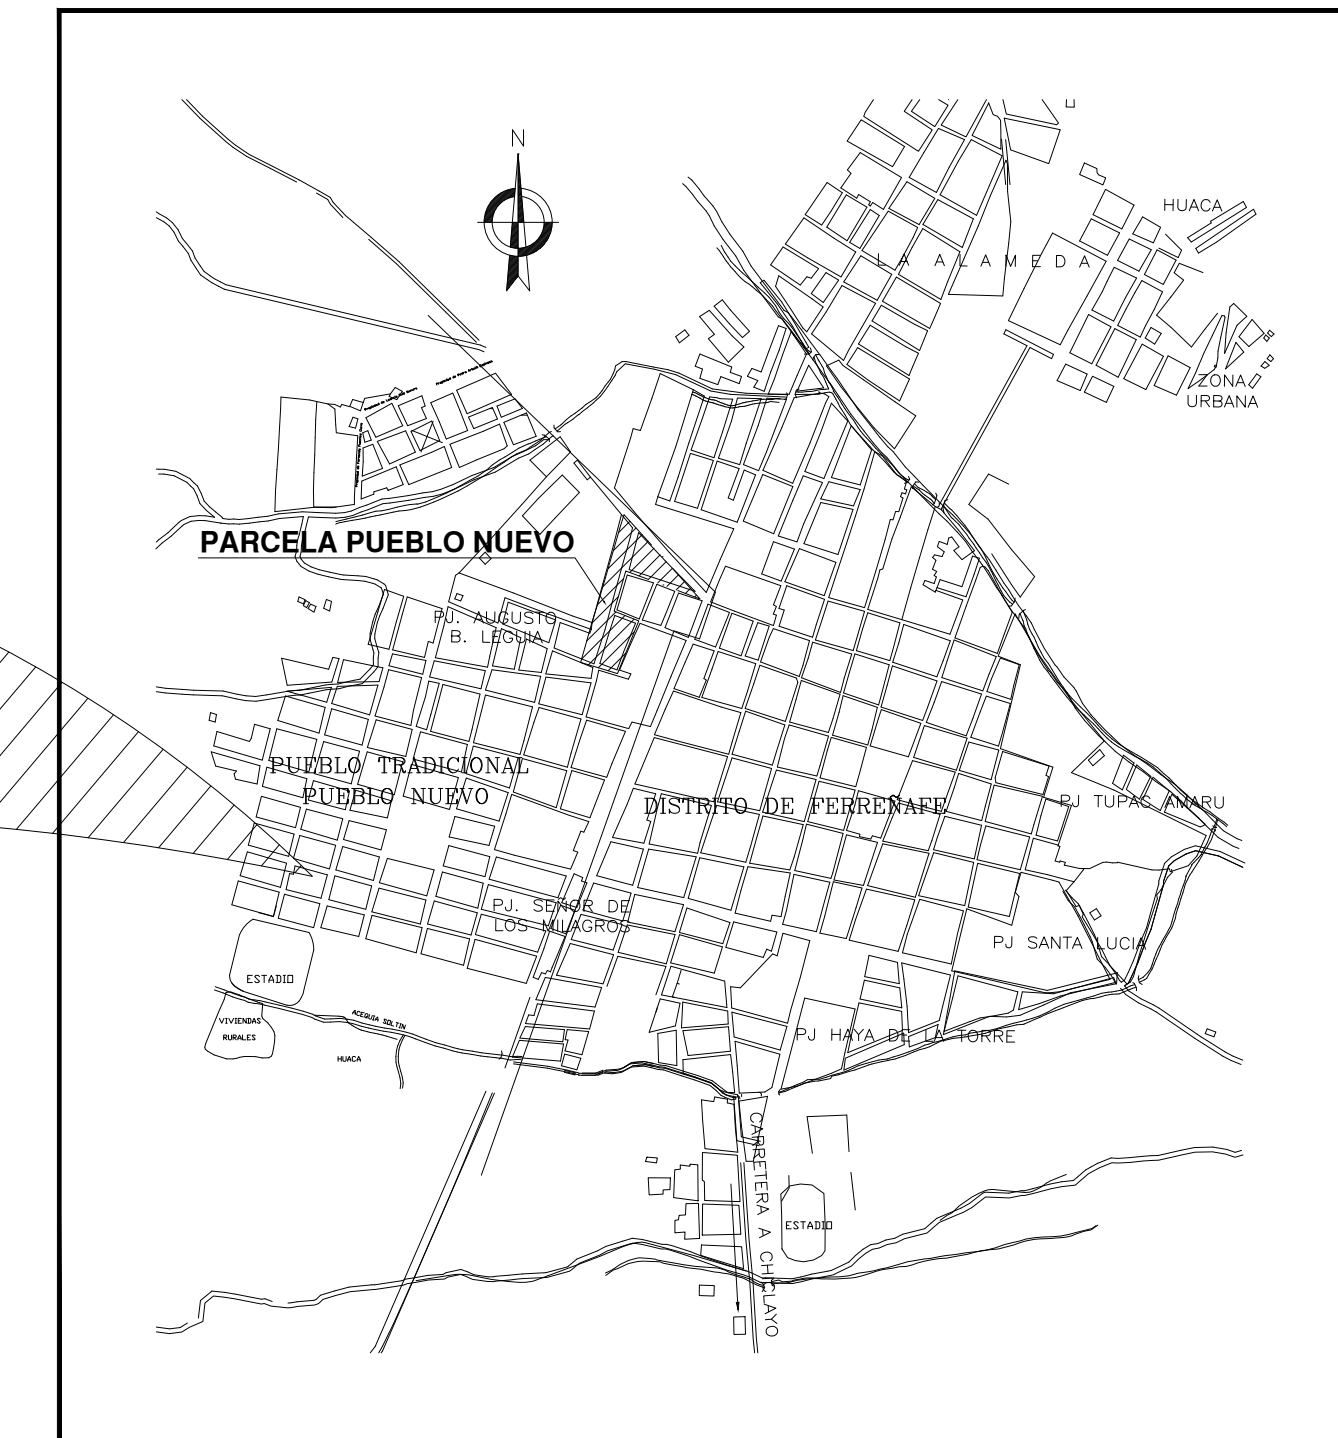 N
HUACA
LA ALAMEDA
ZONA
URBANA
PARCELA PUEBLO NUEVO
PJ. AUGUSTO
B. LEGUIA
PUEBLO TRADICIONAL
PUEBLO NUEVO
DISTRITO DE FERREÑAFE
PJ TUPAC AMARU
PJ. SEÑOR DE
LOS MILAGROS
PJ SANTA LUCIA
ESTADIO
VIVIENDAS
RURALES
ACEQUIA SOLTIN
HUACA
PJ HAYA DE LA TORRE
CARRETERA A CHICLAYO
ESTADIO